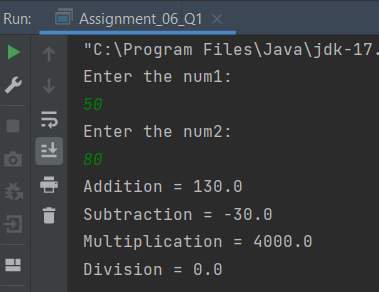 Run: Assignment_06_Q1
"C:\Program Files\Java\jdk-17.
Enter the num1:
50
Enter the num2:
80
Addition = 130.0
Subtraction = -30.0
Multiplication = 4000.0
Division = 0.0